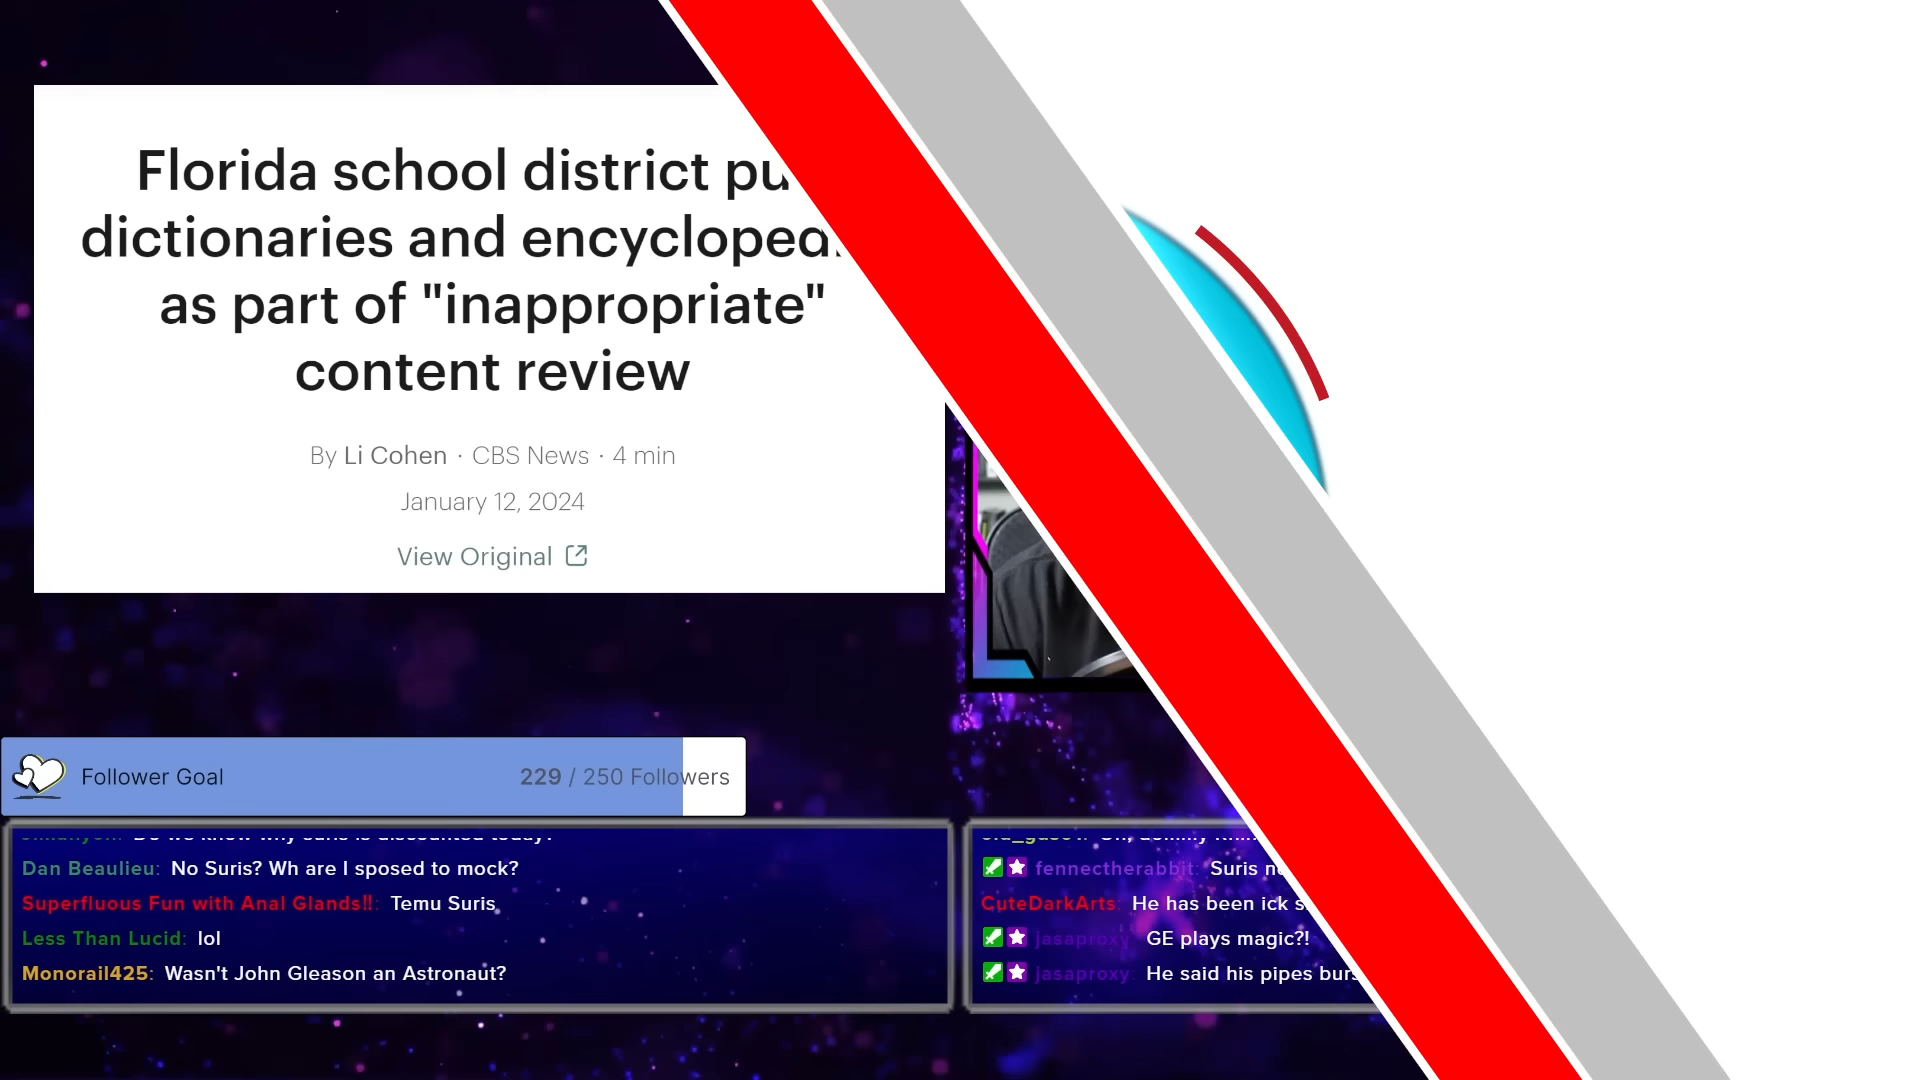 Florida school district
dictionaries and
as part of "inappropriate"
content review
By Li Cohen · CBS News · 4 min
January 12, 2024
View Original
Follower Goal
229 / 250 Followers
Dan Beaulieu: No Suris? Wh are I sposed to mock?
Superfluous Fun with Anal Glands!!: Temu Suris
Less Than Lucid: lol
Monorail425: Wasn't John Gleason an Astronaut?
fennectherabbit: Suris
CuteDarkArts: He has been ick
jasaproxy: GE plays magic?!
jasaproxy: He said his pipes